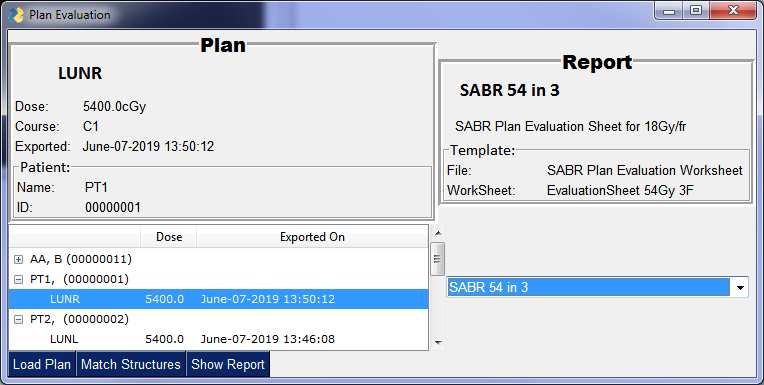 Plan Evaluation
Plan
LUNR
Dose: 5400.0cGy
Course: C1
Exported: June-07-2019 13:50:12
Patient:
Name: PT1
ID: 00000001
Report
SABR 54 in 3
SABR Plan Evaluation Sheet for 18Gy/fr
Template:
File: SABR Plan Evaluation Worksheet
WorkSheet: EvaluationSheet 54Gy 3F
Dose Exported On
AA, B (00000011)
PT1, (00000001)
LUNR 5400.0 June-07-2019 13:50:12
PT2, (00000002)
LUNL 5400.0 June-07-2019 13:46:08
SABR 54 in 3
Load Plan Match Structures Show Report